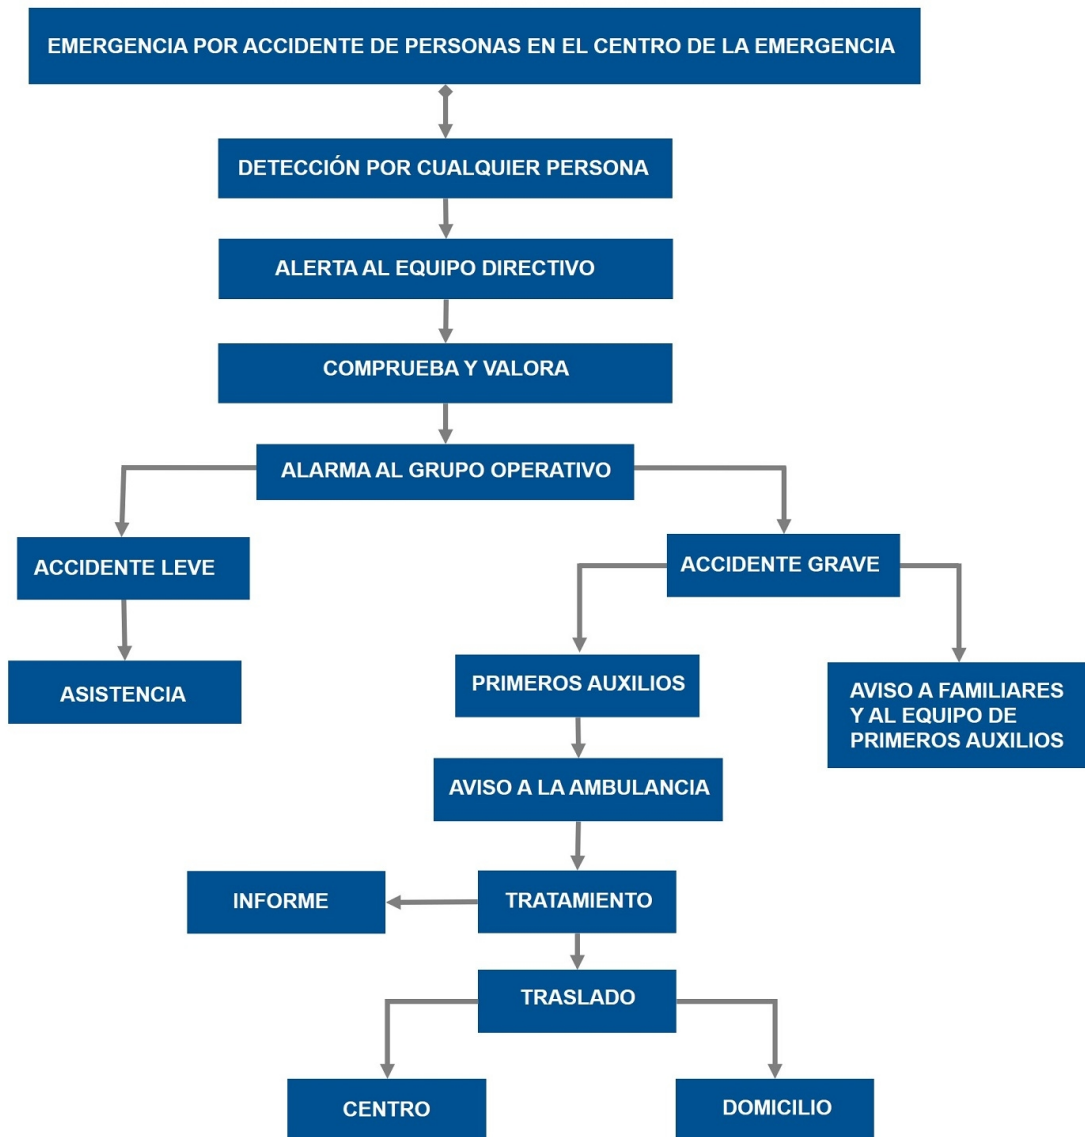 EMERGENCIA POR ACCIDENTE DE PERSONAS EN EL CENTRO DE LA EMERGENCIA
DETECCIÓN POR CUALQUIER PERSONA
ALERTA AL EQUIPO DIRECTIVO
COMPRUEBA Y VALORA
ALARMA AL GRUPO OPERATIVO
ACCIDENTE LEVE
ACCIDENTE GRAVE
ASISTENCIA
PRIMEROS AUXILIOS
AVISO A FAMILIARES
Y AL EQUIPO DE
PRIMEROS AUXILIOS
AVISO A LA AMBULANCIA
INFORME
TRATAMIENTO
TRASLADO
CENTRO
DOMICILIO